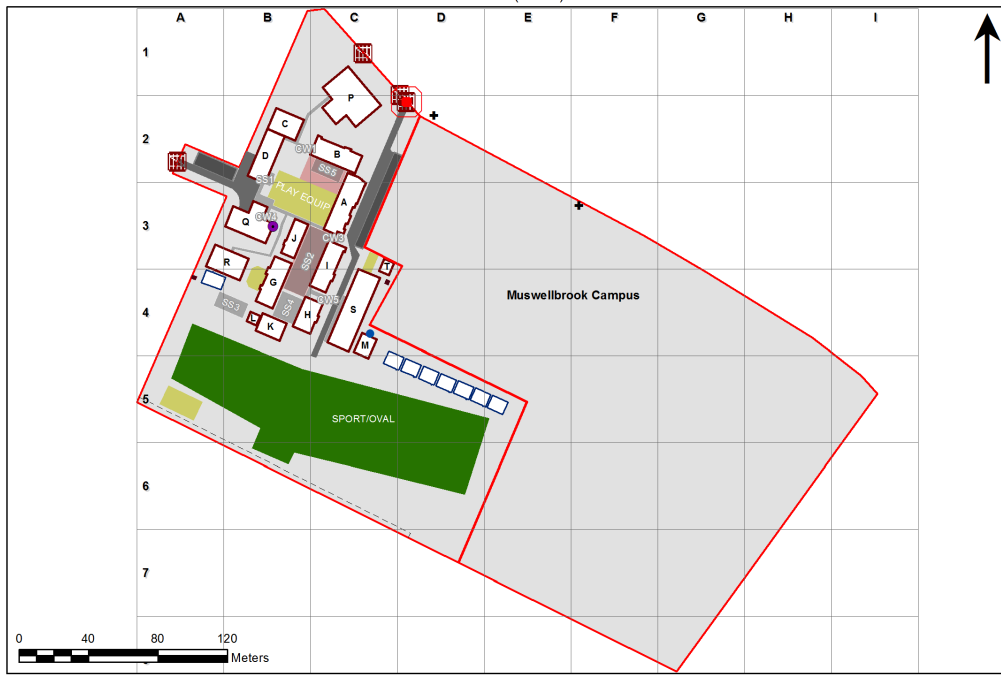 A B C D E F G H I
1
P
2
C
CW1
B
D
SS5
SS1
PLAY EQUIP
A
3
Q
CW4
J
CW3
SS2
R
I
T
G
4
SS3
SS4
CW5
S
H
L
K
M
Muswellbrook Campus
5
SPORT/OVAL
6
7
0 40 80 120
Meters